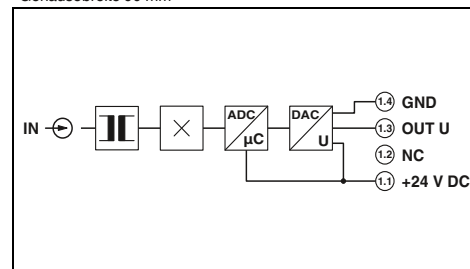 Gehäusebreite 90 mm
IN
ADC
µC
DAC
U
1.4 GND
1.3 OUT U
1.2 NC
1.1 +24 V DC